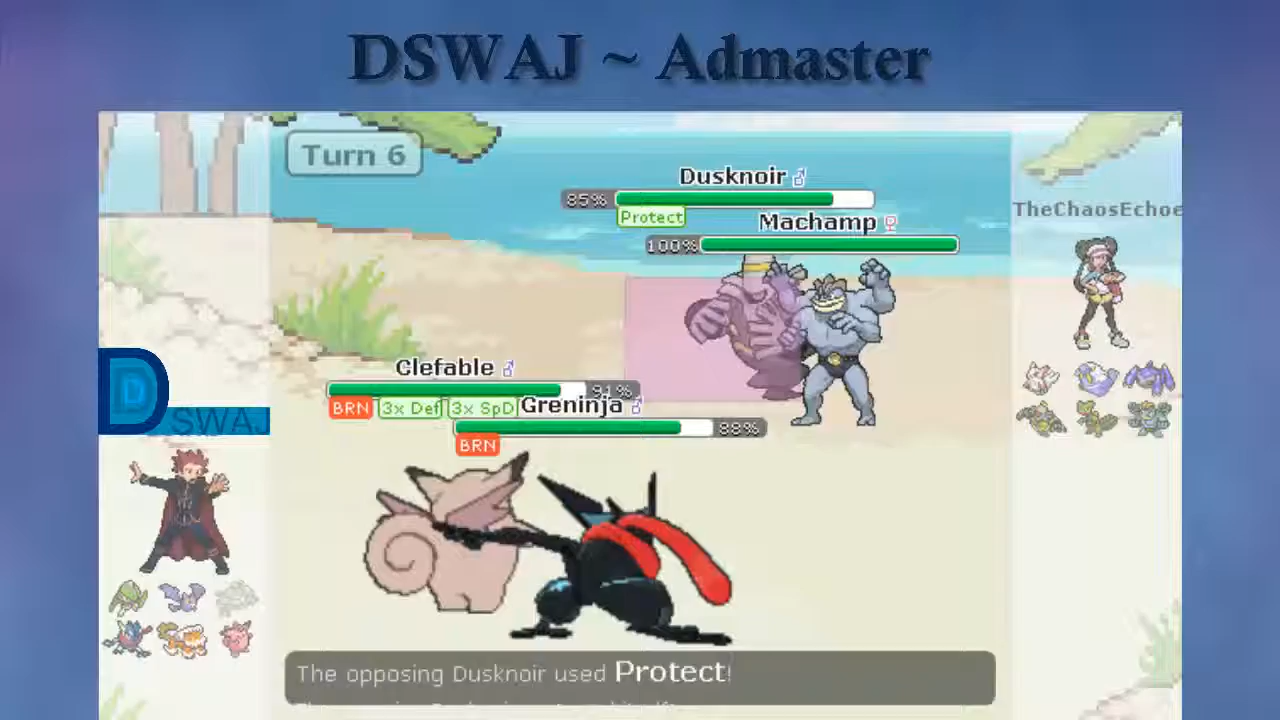 DSWAJ ~ Admaster
Turn 6
Dusknoir ♂
85%
Protect
Machamp ♀
100%
TheChaosEchoe
Clefable ♂
91%
BRN 3x Def 3x SpD
Greninja ♂
88%
BRN
D
SWAJ
The opposing Dusknoir used Protect!